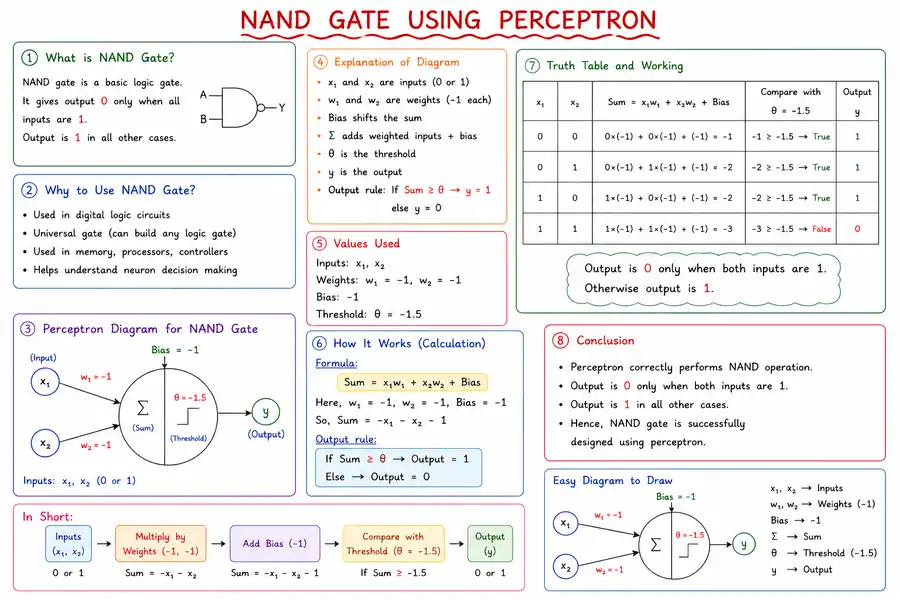 NAND GATE USING PERCEPTRON
1 What is NAND Gate?
NAND gate is a basic logic gate.
It gives output 0 only when all
inputs are 1.
Output is 1 in all other cases.
A
B
Y
2 Why to Use NAND Gate?
• Used in digital logic circuits
• Universal gate (can build any logic gate)
• Used in memory, processors, controllers
• Helps understand neuron decision making
3 Perceptron Diagram for NAND Gate
(Input)
Bias = -1
x₁
w₁ = -1
Σ
(Sum)
θ = -1.5
(Threshold)
y
(Output)
x₂
w₂ = -1
Inputs: x₁, x₂ (0 or 1)
4 Explanation of Diagram
• x₁ and x₂ are inputs (0 or 1)
• w₁ and w₂ are weights (-1 each)
• Bias shifts the sum
• Σ adds weighted inputs + bias
• θ is the threshold
• y is the output
• Output rule: If Sum ≥ θ → y = 1
else y = 0
5 Values Used
Inputs: x₁, x₂
Weights: w₁ = -1, w₂ = -1
Bias: -1
Threshold: θ = -1.5
6 How It Works (Calculation)
Formula:
Sum = x₁w₁ + x₂w₂ + Bias
Here, w₁ = -1, w₂ = -1, Bias = -1
So, Sum = -x₁ - x₂ - 1
Output rule:
If Sum ≥ θ → Output = 1
Else → Output = 0
7 Truth Table and Working
x₁ x₂ Sum = x₁w₁ + x₂w₂ + Bias Compare with θ = -1.5 Output y
0 0 0×(-1) + 0×(-1) + (-1) = -1 -1 ≥ -1.5 → True 1
0 1 0×(-1) + 1×(-1) + (-1) = -2 -2 ≥ -1.5 → True 1
1 0 1×(-1) + 0×(-1) + (-1) = -2 -2 ≥ -1.5 → True 1
1 1 1×(-1) + 1×(-1) + (-1) = -3 -3 ≥ -1.5 → False 0
Output is 0 only when both inputs are 1.
Otherwise output is 1.
8 Conclusion
• Perceptron correctly performs NAND operation.
• Output is 0 only when both inputs are 1.
• Output is 1 in all other cases.
• Hence, NAND gate is successfully
designed using perceptron.
In Short:
Inputs
(x₁, x₂)
0 or 1
→
Multiply by
Weights (-1, -1)
Sum = -x₁ - x₂
→
Add Bias (-1)
Sum = -x₁ - x₂ - 1
→
Compare with
Threshold (θ = -1.5)
If Sum ≥ -1.5
→
Output
(y)
0 or 1
Easy Diagram to Draw
Bias = -1
x₁
w₁ = -1
Σ
θ = -1.5
y
x₂
w₂ = -1
x₁, x₂ → Inputs
w₁, w₂ → Weights (-1)
Bias → -1
Σ → Sum
θ → Threshold (-1.5)
y → Output